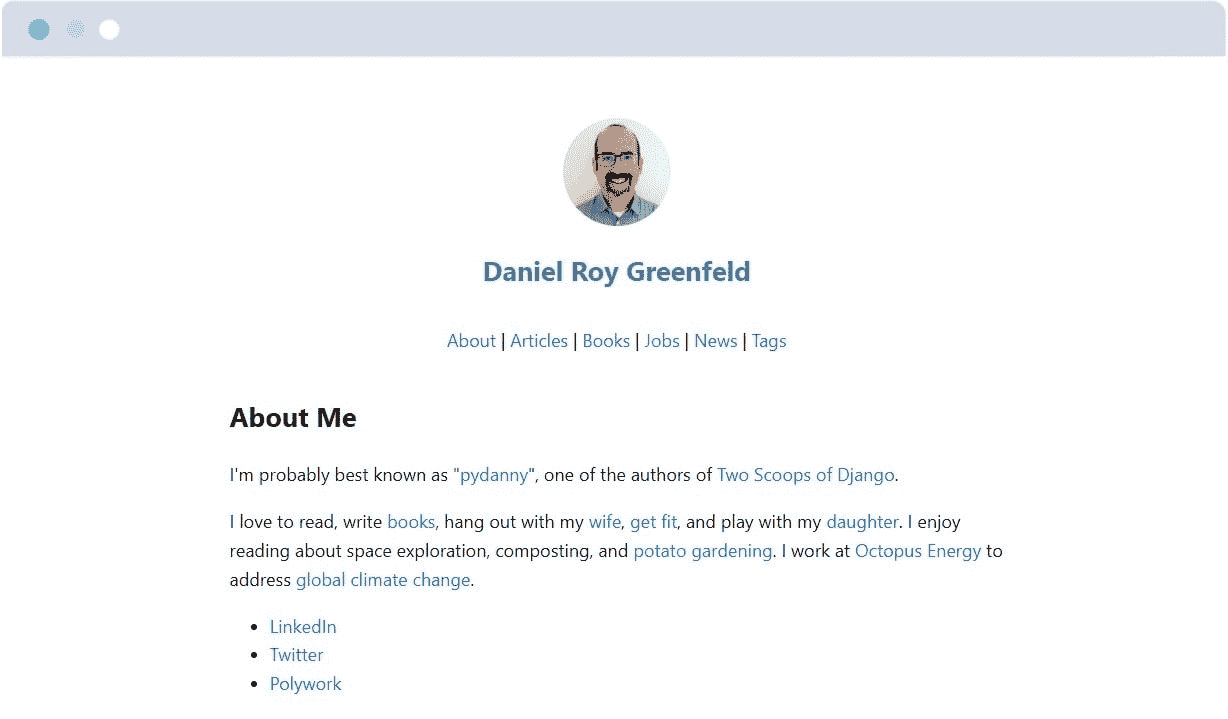 Daniel Roy Greenfeld
About | Articles | Books | Jobs | News | Tags
About Me
I'm probably best known as "pydanny", one of the authors of Two Scoops of Django.
I love to read, write books, hang out with my wife, get fit, and play with my daughter. I enjoy
reading about space exploration, composting, and potato gardening. I work at Octopus Energy to
address global climate change.
• LinkedIn
• Twitter
• Polywork